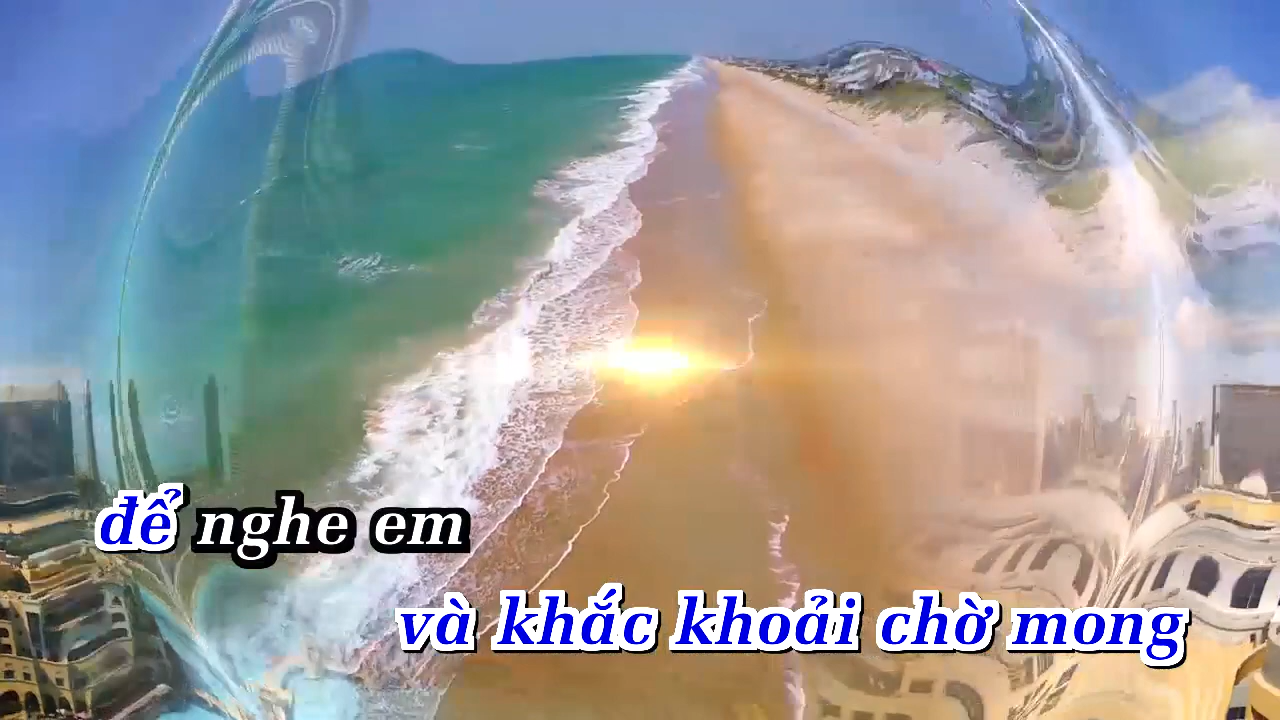 để nghe em
và khắc khoải chờ mong